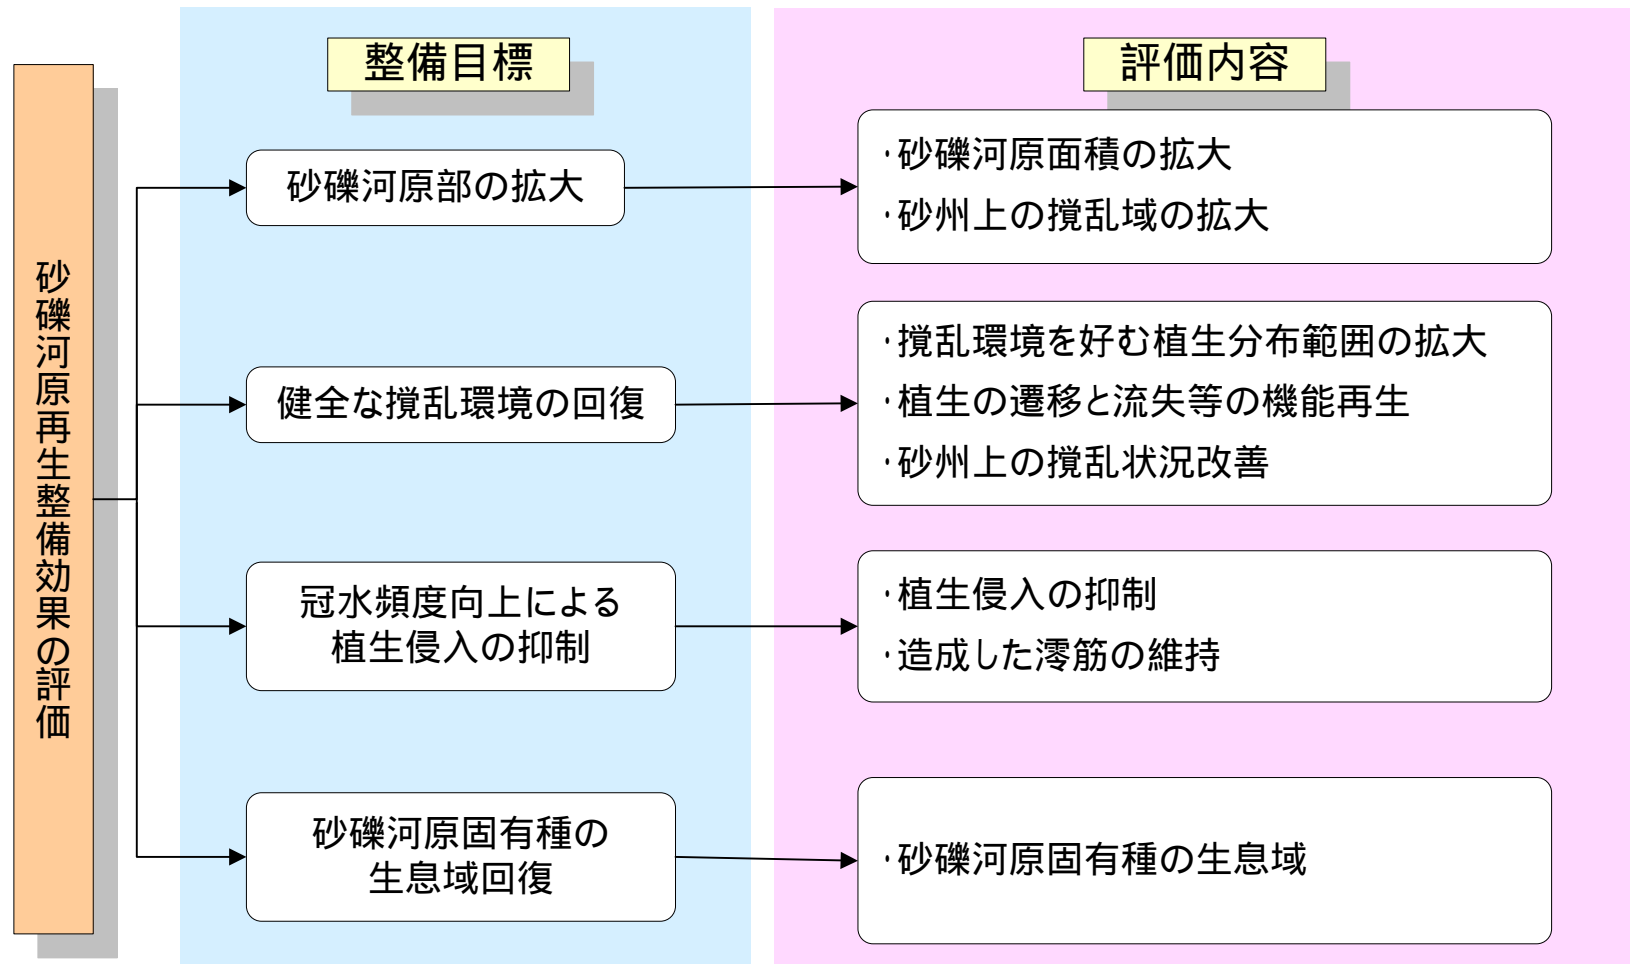 砂礫河原再生整備効果の評価
整備目標
評価内容
砂礫河原部の拡大
・砂礫河原面積の拡大
・砂州上の撹乱域の拡大
健全な撹乱環境の回復
・撹乱環境を好む植生分布範囲の拡大
・植生の遷移と流失等の機能再生
・砂州上の撹乱状況改善
冠水頻度向上による
植生侵入の抑制
・植生侵入の抑制
・造成した澪筋の維持
砂礫河原固有種の
生息域回復
・砂礫河原固有種の生息域